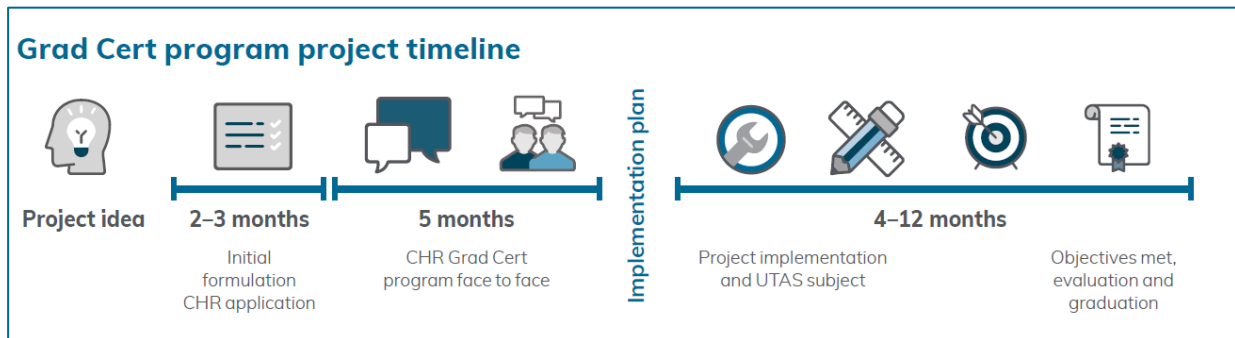 Grad Cert program project timeline
Project idea
2–3 months
Initial
formulation
CHR application
5 months
CHR Grad Cert
program face to face
Implementation plan
4–12 months
Project implementation
and UTAS subject
Objectives met,
evaluation and
graduation